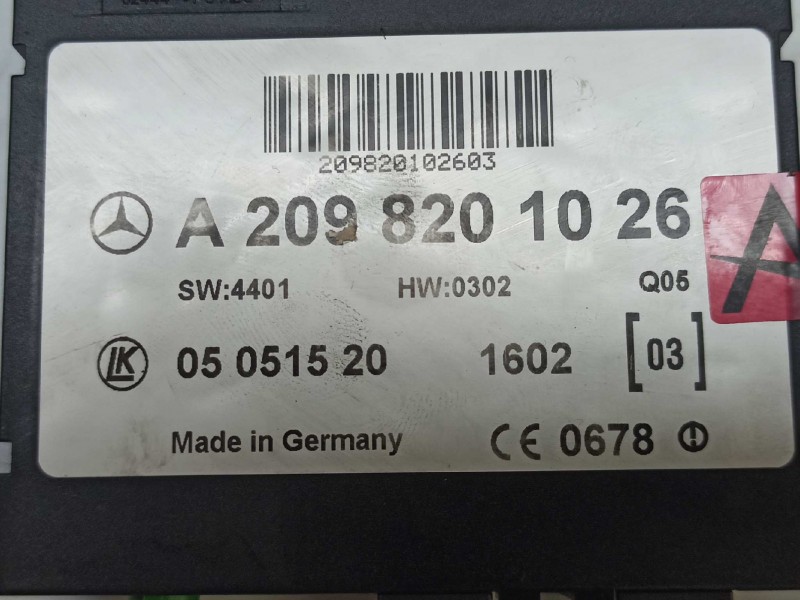 209820102603
A 209 820 10 26
SW:4401 HW:0302 Q05
LK 05 0515 20 1602 [03]
Made in Germany CE 0678